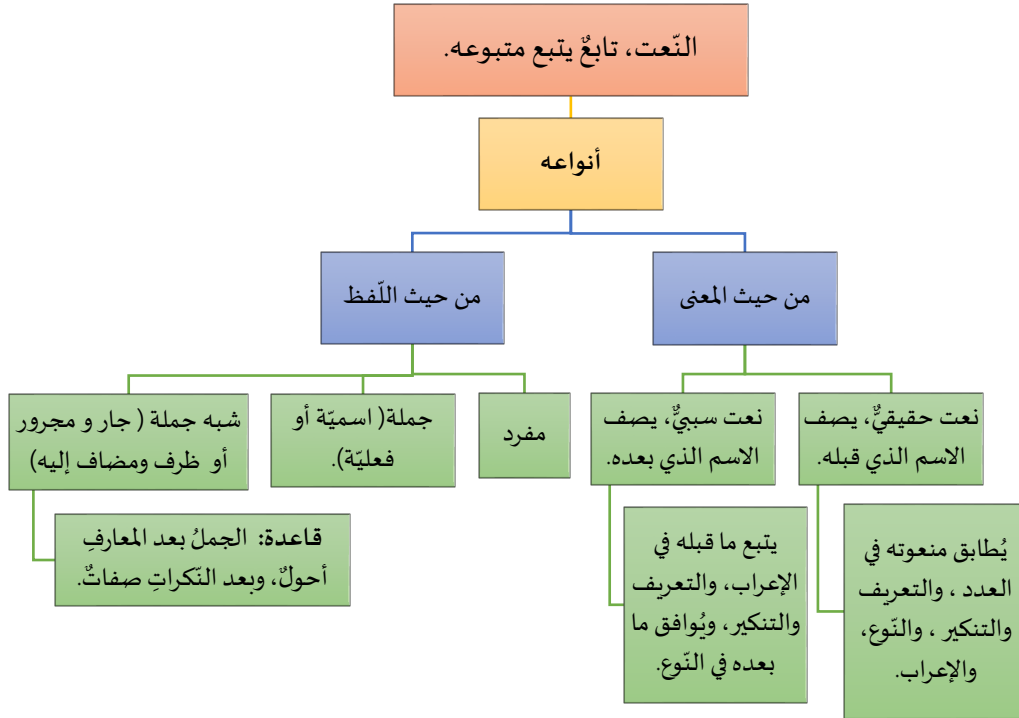 النّعت، تابعٌ يتبع متبوعه.
أنواعه
من حيث المعنى
من حيث اللّفظ
نعت حقيقيٌّ، يصف
الاسم الذي قبله.
نعت سببيٌّ، يصف
الاسم الذي بعده.
مفرد
جملة( اسميّة أو
فعليّة).
شبه جملة ( جار و مجرور
أو ظرف ومضاف إليه)
يُطابق منعوته في
العدد ، والتعريف
والتنكير ، والنّوع،
والإعراب.
يتبع ما قبله في
الإعراب، والتعريف
والتنكير، ويُوافق ما
بعده في النّوع.
قاعدة: الجملُ بعد المعارفِ
أحولٌ، وبعد النّكراتِ صفاتٌ.